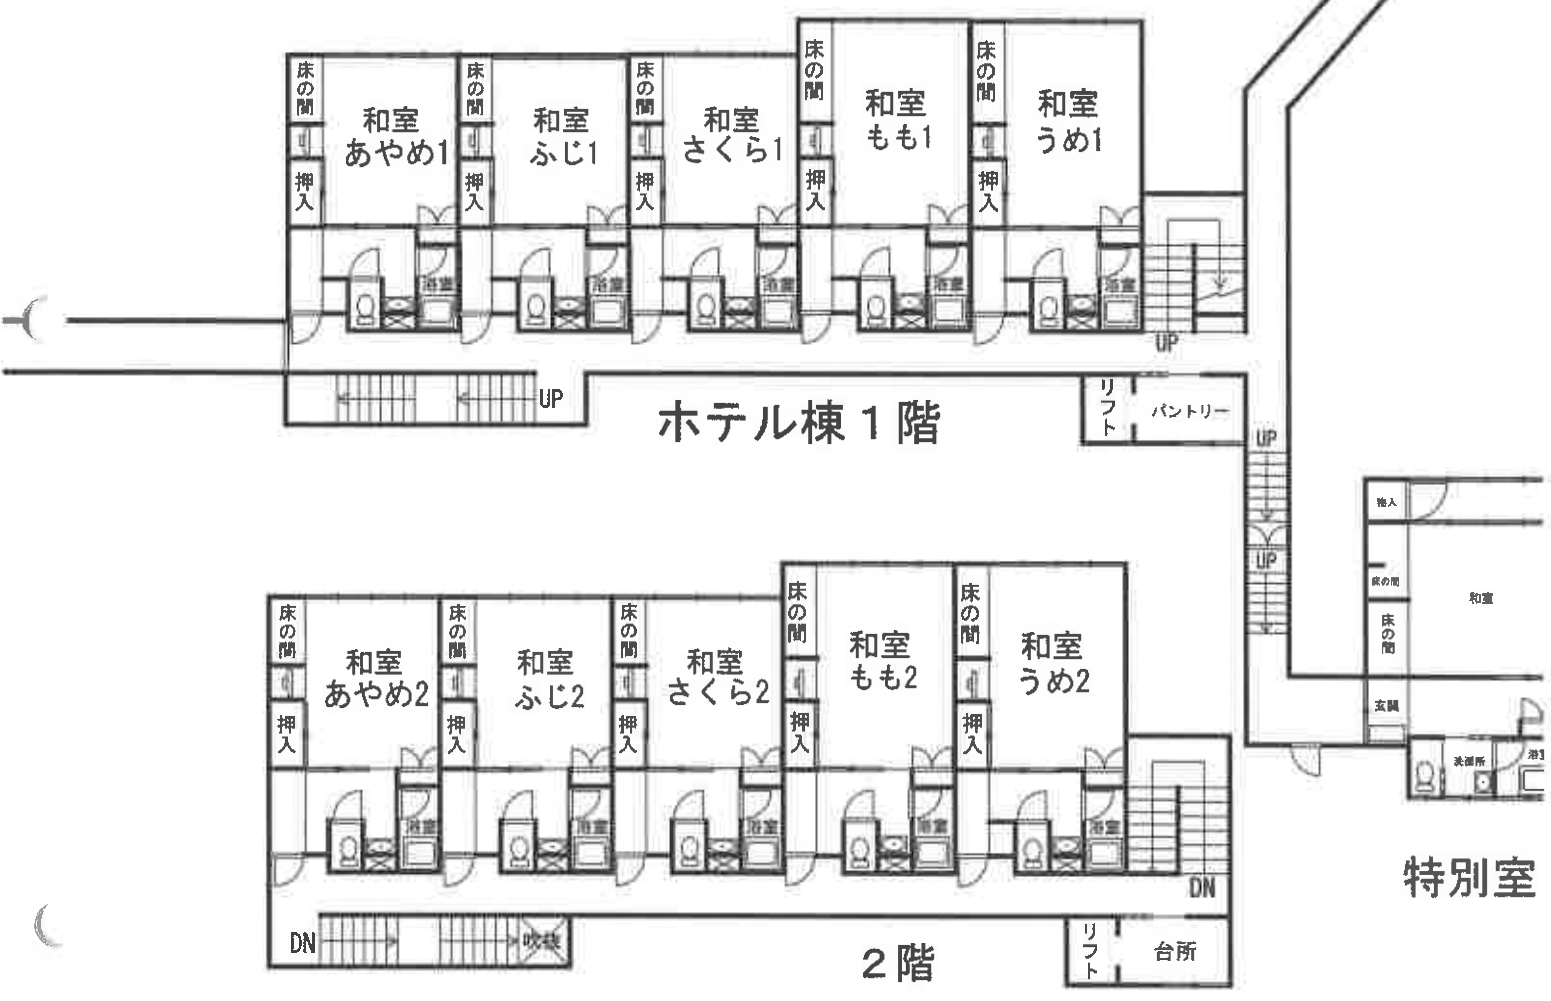 床の間
和室
あやめ1
押入
浴室
床の間
和室
ふじ1
押入
浴室
床の間
和室
さくら1
押入
浴室
床の間
和室
もも1
押入
浴室
床の間
和室
うめ1
押入
浴室
UP
UP
ホテル棟1階
リフト
パントリー
UP
UP
物入
床の間
和室
床の間
玄関
洗面所
浴室
特別室
床の間
和室
あやめ2
押入
浴室
床の間
和室
ふじ2
押入
浴室
床の間
和室
さくら2
押入
浴室
床の間
和室
もも2
押入
浴室
床の間
和室
うめ2
押入
浴室
DN
DN
吹抜
2階
リフト
台所